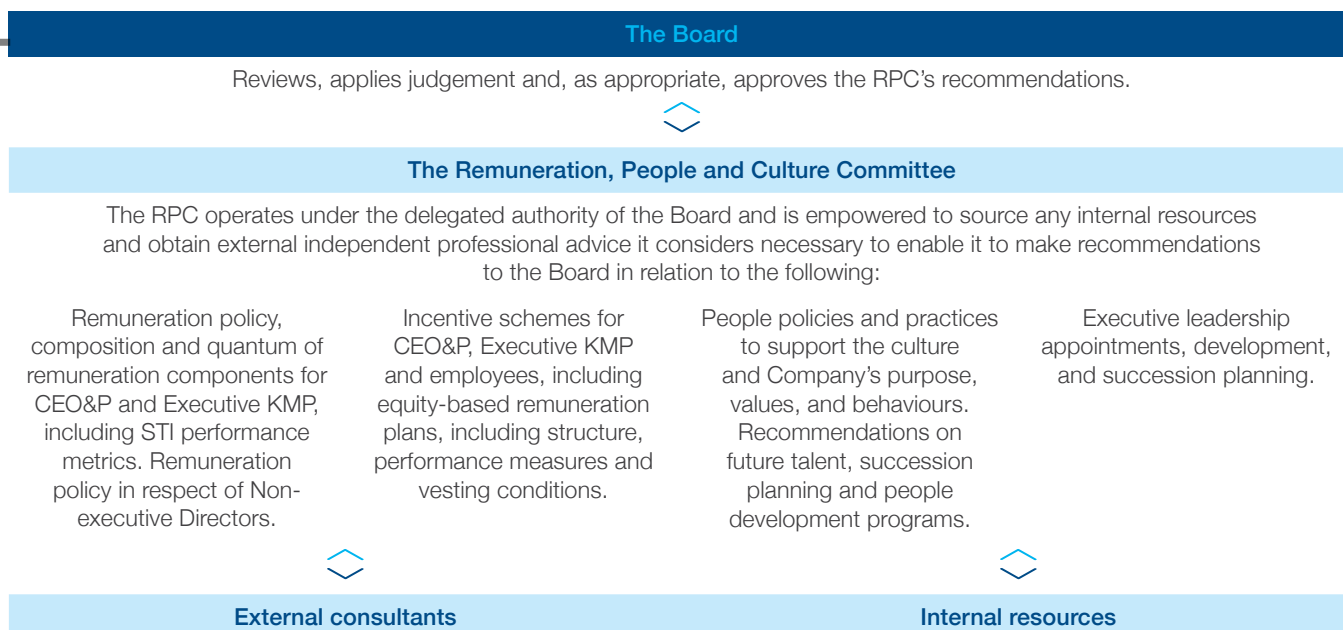 The Board
Reviews, applies judgement and, as appropriate, approves the RPC’s recommendations.
The Remuneration, People and Culture Committee
The RPC operates under the delegated authority of the Board and is empowered to source any internal resources
and obtain external independent professional advice it considers necessary to enable it to make recommendations
to the Board in relation to the following:
Remuneration policy,
composition and quantum of
remuneration components for
CEO&P and Executive KMP,
including STI performance
metrics. Remuneration
policy in respect of Non-
executive Directors.
Incentive schemes for
CEO&P, Executive KMP
and employees, including
equity-based remuneration
plans, including structure,
performance measures and
vesting conditions.
People policies and practices
to support the culture
and Company’s purpose,
values, and behaviours.
Recommendations on
future talent, succession
planning and people
development programs.
Executive leadership
appointments, development,
and succession planning.
External consultants
Internal resources